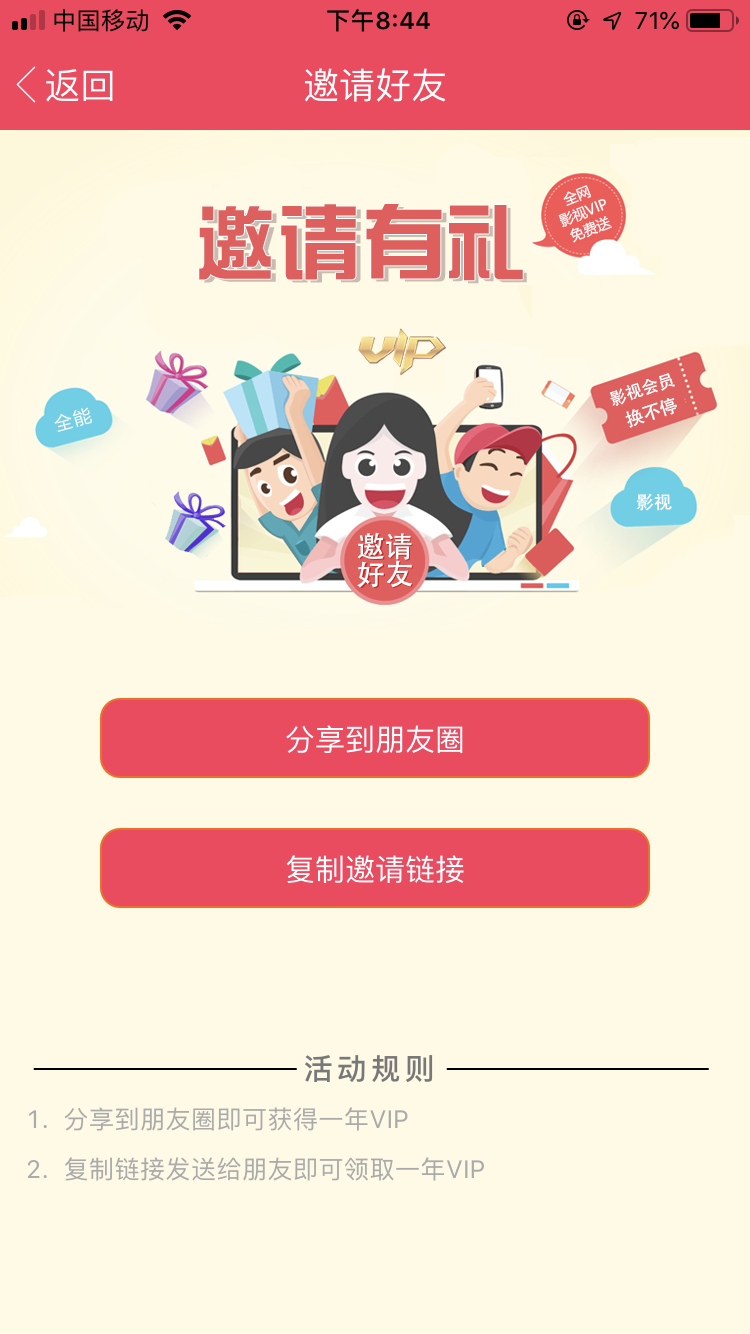 中国移动 下午8:44 71%
返回 邀请好友
邀请有礼
全网
影视VIP
免费送
VIP
全能
影视会员
换不停
影视
邀请
好友
分享到朋友圈
复制邀请链接
活动规则
1. 分享到朋友圈即可获得一年VIP
2. 复制链接发送给朋友即可领取一年VIP